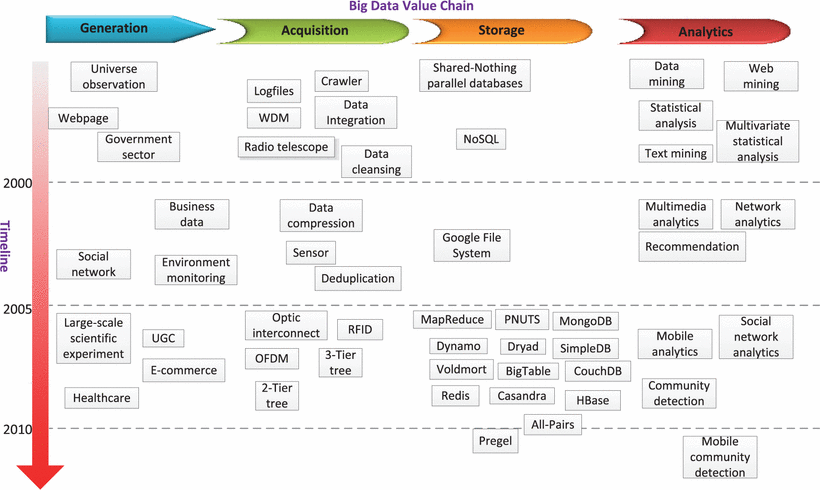 Big Data Value Chain
Generation
Acquisition
Storage
Analytics
Timeline
Universe
observation
Webpage
Government
sector
Logfiles
Crawler
WDM
Data
Integration
Radio telescope
Data
cleansing
Shared-Nothing
parallel databases
NoSQL
Data
mining
Web
mining
Statistical
analysis
Multivariate
statistical
analysis
Text mining
2000
Business
data
Social
network
Environment
monitoring
Data
compression
Sensor
Deduplication
Google File
System
Multimedia
analytics
Network
analytics
Recommendation
2005
Large-scale
scientific
experiment
UGC
E-commerce
Healthcare
Optic
interconnect
RFID
OFDM
3-Tier
tree
2-Tier
tree
MapReduce
PNUTS
MongoDB
Dynamo
Dryad
SimpleDB
Voldmort
BigTable
CouchDB
Redis
Casandra
HBase
Mobile
analytics
Social
network
analytics
Community
detection
2010
All-Pairs
Pregel
Mobile
community
detection